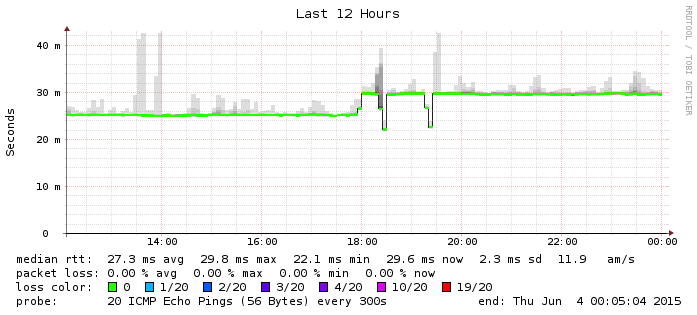 Last 12 Hours
RRDTOOL / TOBI OETIKER
Seconds
40 m
30 m
20 m
10 m
0
14:00 16:00 18:00 20:00 22:00 00:00
median rtt: 27.3 ms avg 29.8 ms max 22.1 ms min 29.6 ms now 2.3 ms sd 11.9 am/s
packet loss: 0.00 % avg 0.00 % max 0.00 % min 0.00 % now
loss color: 0 1/20 2/20 3/20 4/20 10/20 19/20
probe: 20 ICMP Echo Pings (56 Bytes) every 300s end: Thu Jun 4 00:05:04 2015